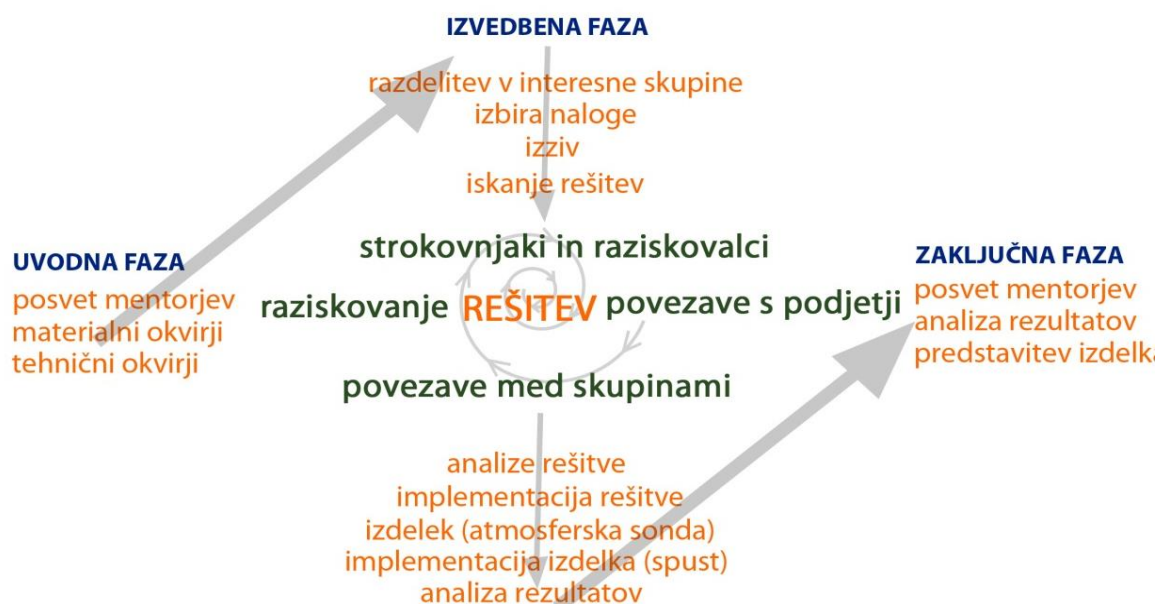 IZVEDBENA FAZA
razdelitev v interesne skupine
izbira naloge
izziv
iskanje rešitev
UVODNA FAZA
posvet mentorjev
materialni okvirji
tehnični okvirji
strokovnjaki in raziskovalci
raziskovanje REŠITEV povezave s podjetji
povezave med skupinami
analize rešitve
implementacija rešitve
izdelek (atmosferska sonda)
implementacija izdelka (spust)
analiza rezultatov
ZAKLJUČNA FAZA
posvet mentorjev
analiza rezultatov
predstavitev izdelka